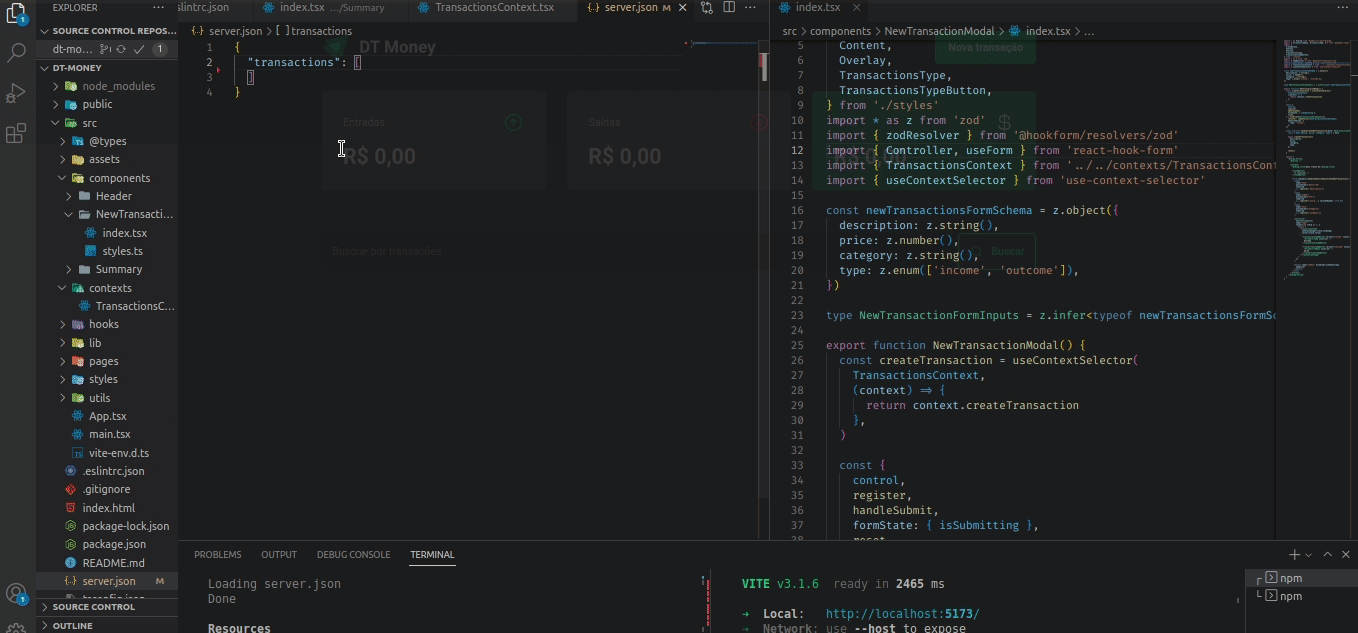 EXPLORER
SOURCE CONTROL REPOS...
dt-mo... 1
DT-MONEY
node_modules
public
src
@types
assets
components
Header
NewTransacti...
index.tsx
styles.ts
Summary
contexts
TransactionsC...
hooks
lib
pages
styles
utils
App.tsx
main.tsx
vite-env.d.ts
.eslintrc.json
.gitignore
index.html
package-lock.json
package.json
README.md
server.json M
SOURCE CONTROL
OUTLINE
slintrc.json index.tsx .../Summary TransactionsContext.tsx server.json M
server.json > [ ] transactions
1 {
2 "transactions": [
3 ]
4 }
DT Money
Nova transação
Entradas
R$ 0,00
Saídas
R$ 0,00
Busque por transações
Buscar
index.tsx
src > components > NewTransactionModal > index.tsx > ...
5 Content,
6 Overlay,
7 TransactionsType,
8 TransactionsTypeButton,
9 } from './styles'
10 import * as z from 'zod'
11 import { zodResolver } from '@hookform/resolvers/zod'
12 import { Controller, useForm } from 'react-hook-form'
13 import { TransactionsContext } from '../../contexts/TransactionsCont
14 import { useContextSelector } from 'use-context-selector'
15
16 const newTransactionsFormSchema = z.object({
17 description: z.string(),
18 price: z.number(),
19 category: z.string(),
20 type: z.enum(['income', 'outcome']),
21 })
22
23 type NewTransactionFormInputs = z.infer<typeof newTransactionsFormSc
24
25 export function NewTransactionModal() {
26 const createTransaction = useContextSelector(
27 TransactionsContext,
28 (context) => {
29 return context.createTransaction
30 },
31 )
32
33 const {
34 control,
35 register,
36 handleSubmit,
37 formState: { isSubmitting },
38 reset
PROBLEMS OUTPUT DEBUG CONSOLE TERMINAL
Loading server.json
Done
Resources
VITE v3.1.6 ready in 2465 ms
➜ Local: http://localhost:5173/
➜ Network: use --host to expose
npm
npm